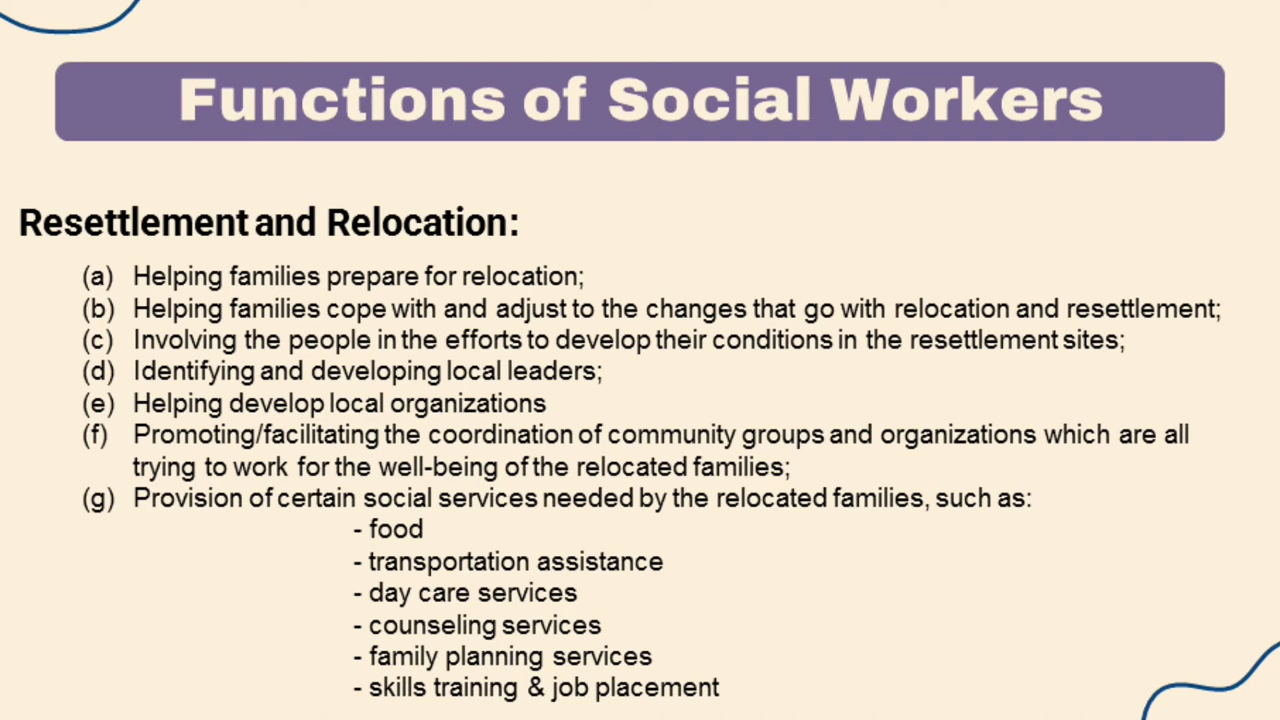 Functions of Social Workers
Resettlement and Relocation:
(a) Helping families prepare for relocation;
(b) Helping families cope with and adjust to the changes that go with relocation and resettlement;
(c) Involving the people in the efforts to develop their conditions in the resettlement sites;
(d) Identifying and developing local leaders;
(e) Helping develop local organizations
(f) Promoting/facilitating the coordination of community groups and organizations which are all
trying to work for the well-being of the relocated families;
(g) Provision of certain social services needed by the relocated families, such as:
- food
- transportation assistance
- day care services
- counseling services
- family planning services
- skills training & job placement